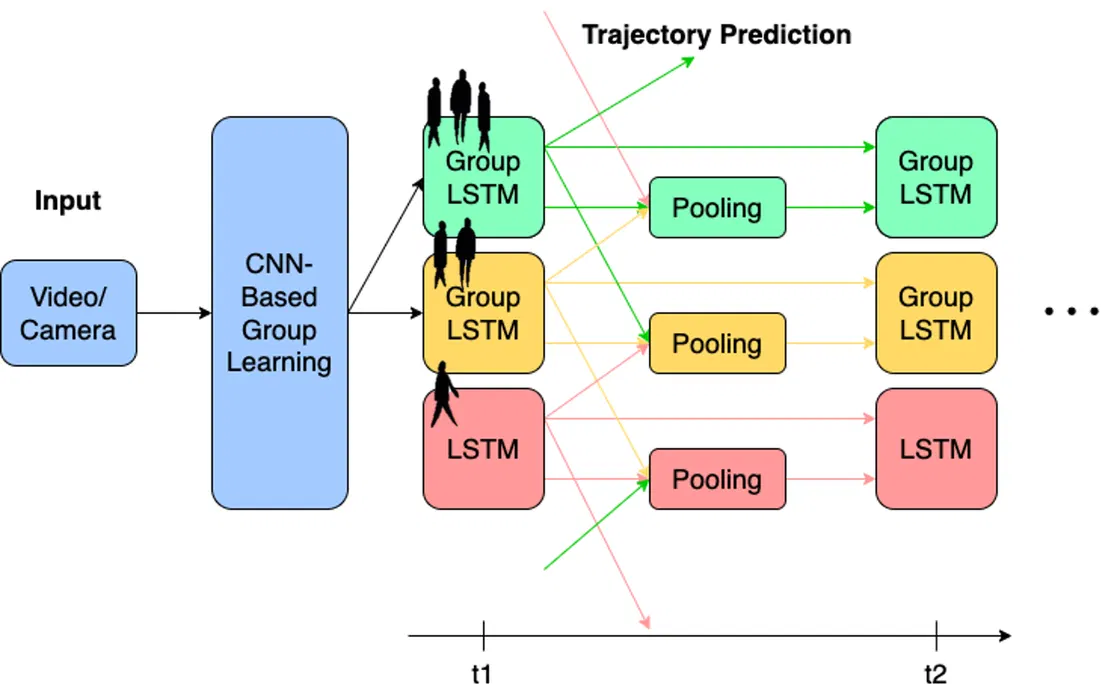 Trajectory Prediction
Input
Video/
Camera
CNN-
Based
Group
Learning
Group
LSTM
Group
LSTM
LSTM
Pooling
Pooling
Pooling
Group
LSTM
Group
LSTM
LSTM
...
t1
t2